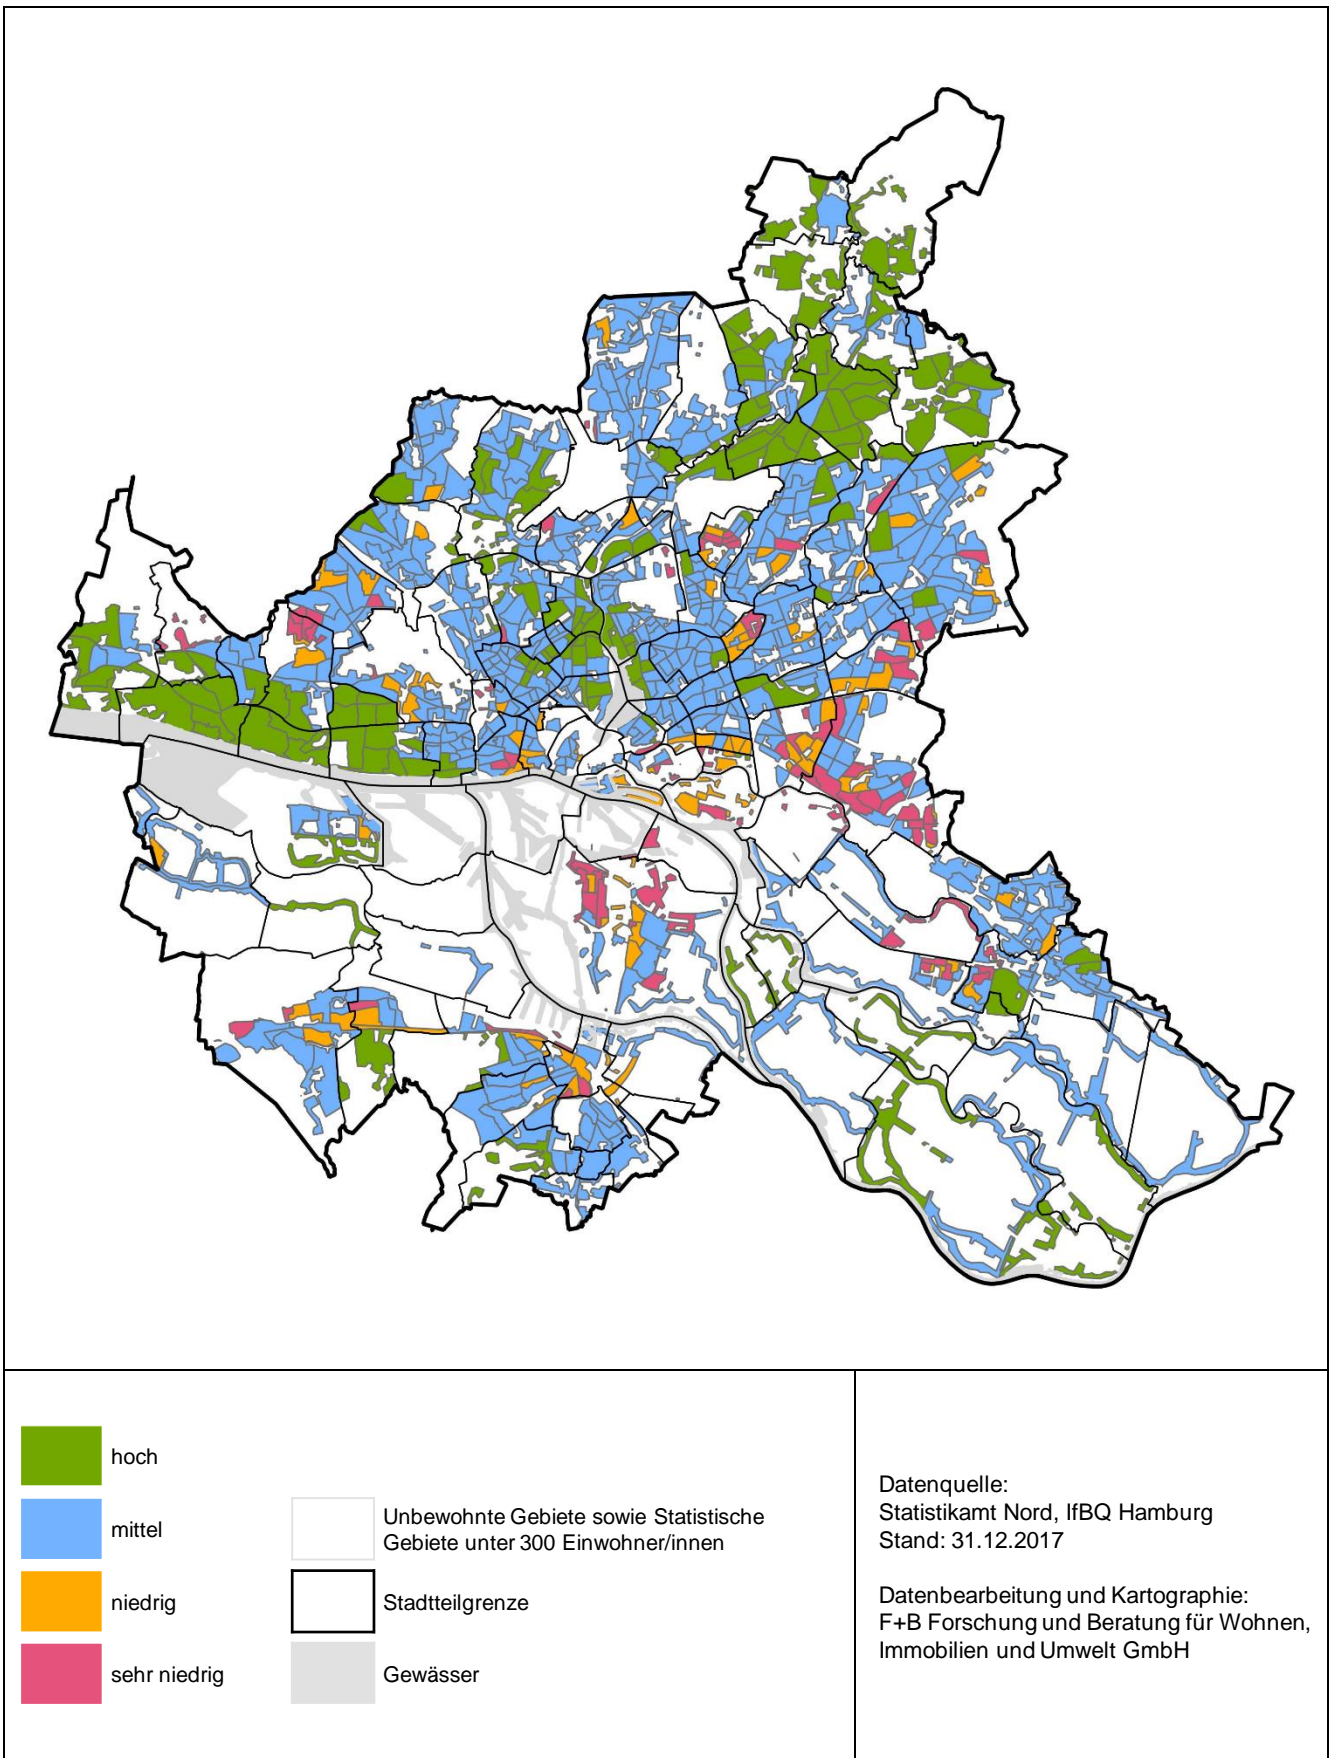 hoch
mittel
niedrig
sehr niedrig
Unbewohnte Gebiete sowie Statistische
Gebiete unter 300 Einwohner/innen
Stadtteilgrenze
Gewässer
Datenquelle:
Statistikamt Nord, IfBQ Hamburg
Stand: 31.12.2017
Datenbearbeitung und Kartographie:
F+B Forschung und Beratung für Wohnen,
Immobilien und Umwelt GmbH